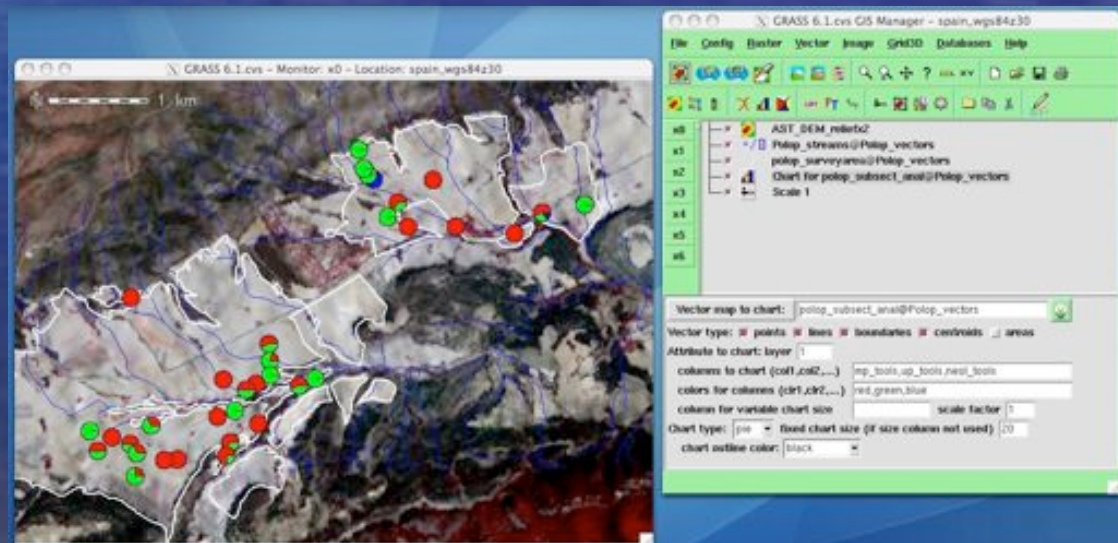 GRASS 6.1.cvs - Monitor: x0 - Location: spain_wgs84z30
1 km
GRASS 6.1.cvs GIS Manager - spain_wgs84z30
File Config Raster Vector Image Grid3D Databases Help
x0
x1
x2
x3
x4
x5
x6
AST_DEM_reliefx2
Polop_streams@Polop_vectors
polop_surveyarea@Polop_vectors
Chart for polop_subsect_anal@Polop_vectors
Scale 1
Vector map to chart: polop_subsect_anal@Polop_vectors
Vector type: points lines boundaries centroids areas
Attribute to chart: layer 1
columns to chart (col1,col2,...) mp_tools,up_tools,neol_tools
colors for columns (clr1,clr2,...) red,green,blue
column for variable chart size scale factor 1
Chart type: pie fixed chart size (if size column not used) 20
chart outline color: black